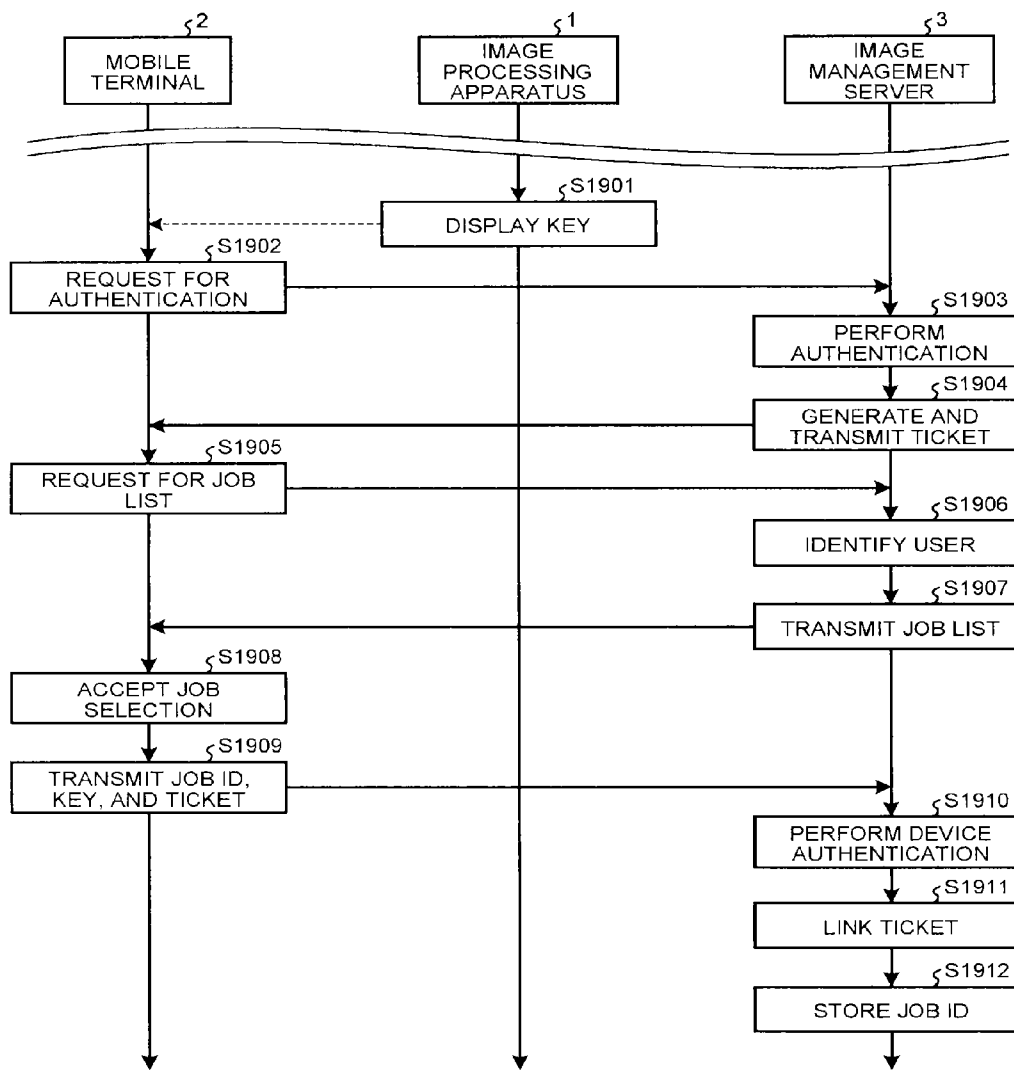 2
MOBILE
TERMINAL
1
IMAGE
PROCESSING
APPARATUS
3
IMAGE
MANAGEMENT
SERVER
S1901
DISPLAY KEY
S1902
REQUEST FOR
AUTHENTICATION
S1903
PERFORM
AUTHENTICATION
S1904
GENERATE AND
TRANSMIT TICKET
S1905
REQUEST FOR JOB
LIST
S1906
IDENTIFY USER
S1907
TRANSMIT JOB LIST
S1908
ACCEPT JOB
SELECTION
S1909
TRANSMIT JOB ID,
KEY, AND TICKET
S1910
PERFORM DEVICE
AUTHENTICATION
S1911
LINK TICKET
S1912
STORE JOB ID